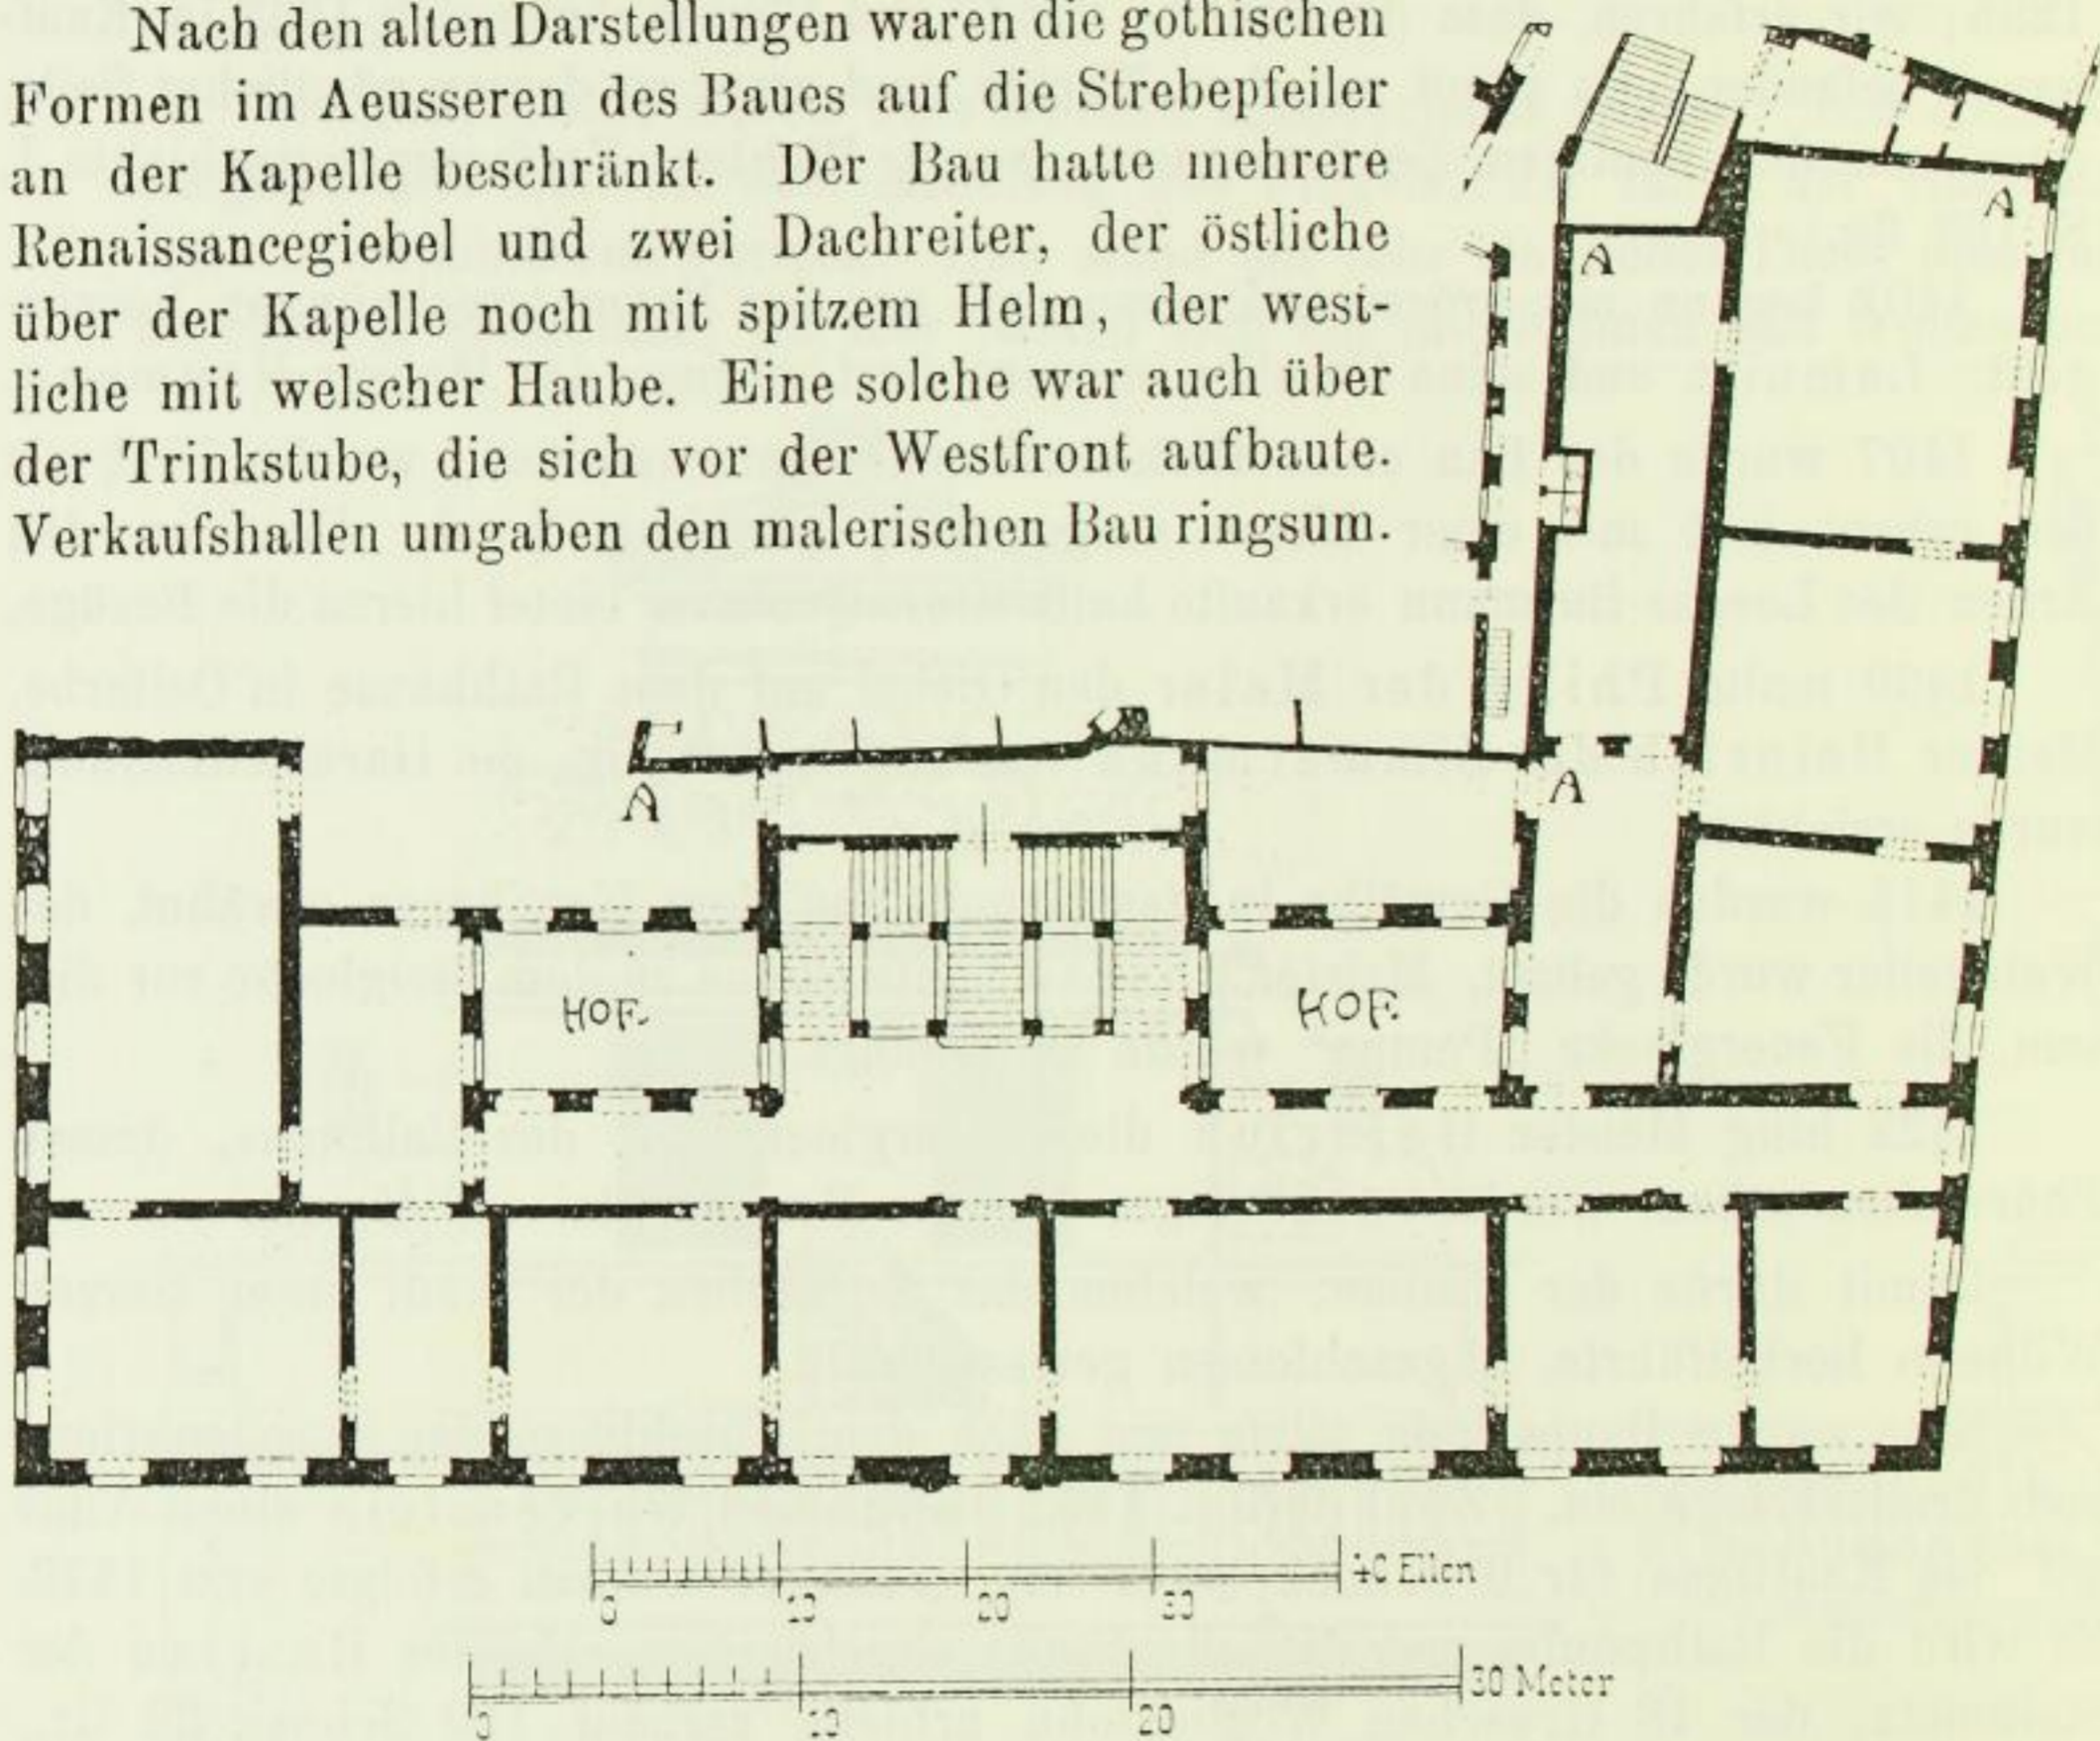 Nach den alten Darstellungen waren die gothischen
Formen im Aeusseren des Baues auf die Strebepfeiler
an der Kapelle beschränkt. Der Bau hatte mehrere
Renaissancegiebel und zwei Dachreiter, der östliche
über der Kapelle noch mit spitzem Helm, der west-
liche mit welscher Haube. Eine solche war auch über
der Trinkstube, die sich vor der Westfront aufbaute.
Verkaufshallen umgaben den malerischen Bau ringsum.
A
A
A
A
HOF.
HOF.
40 Ellen
0 10 20 30
30 Meter
0 10 20